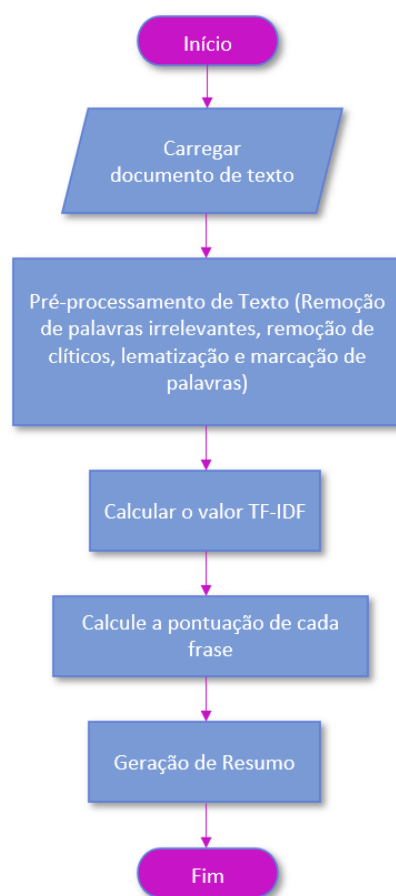 Início
Carregar
documento de texto
Pré-processamento de Texto (Remoção
de palavras irrelevantes, remoção de
clíticos, lematização e marcação de
palavras)
Calcular o valor TF-IDF
Calcule a pontuação de cada
frase
Geração de Resumo
Fim